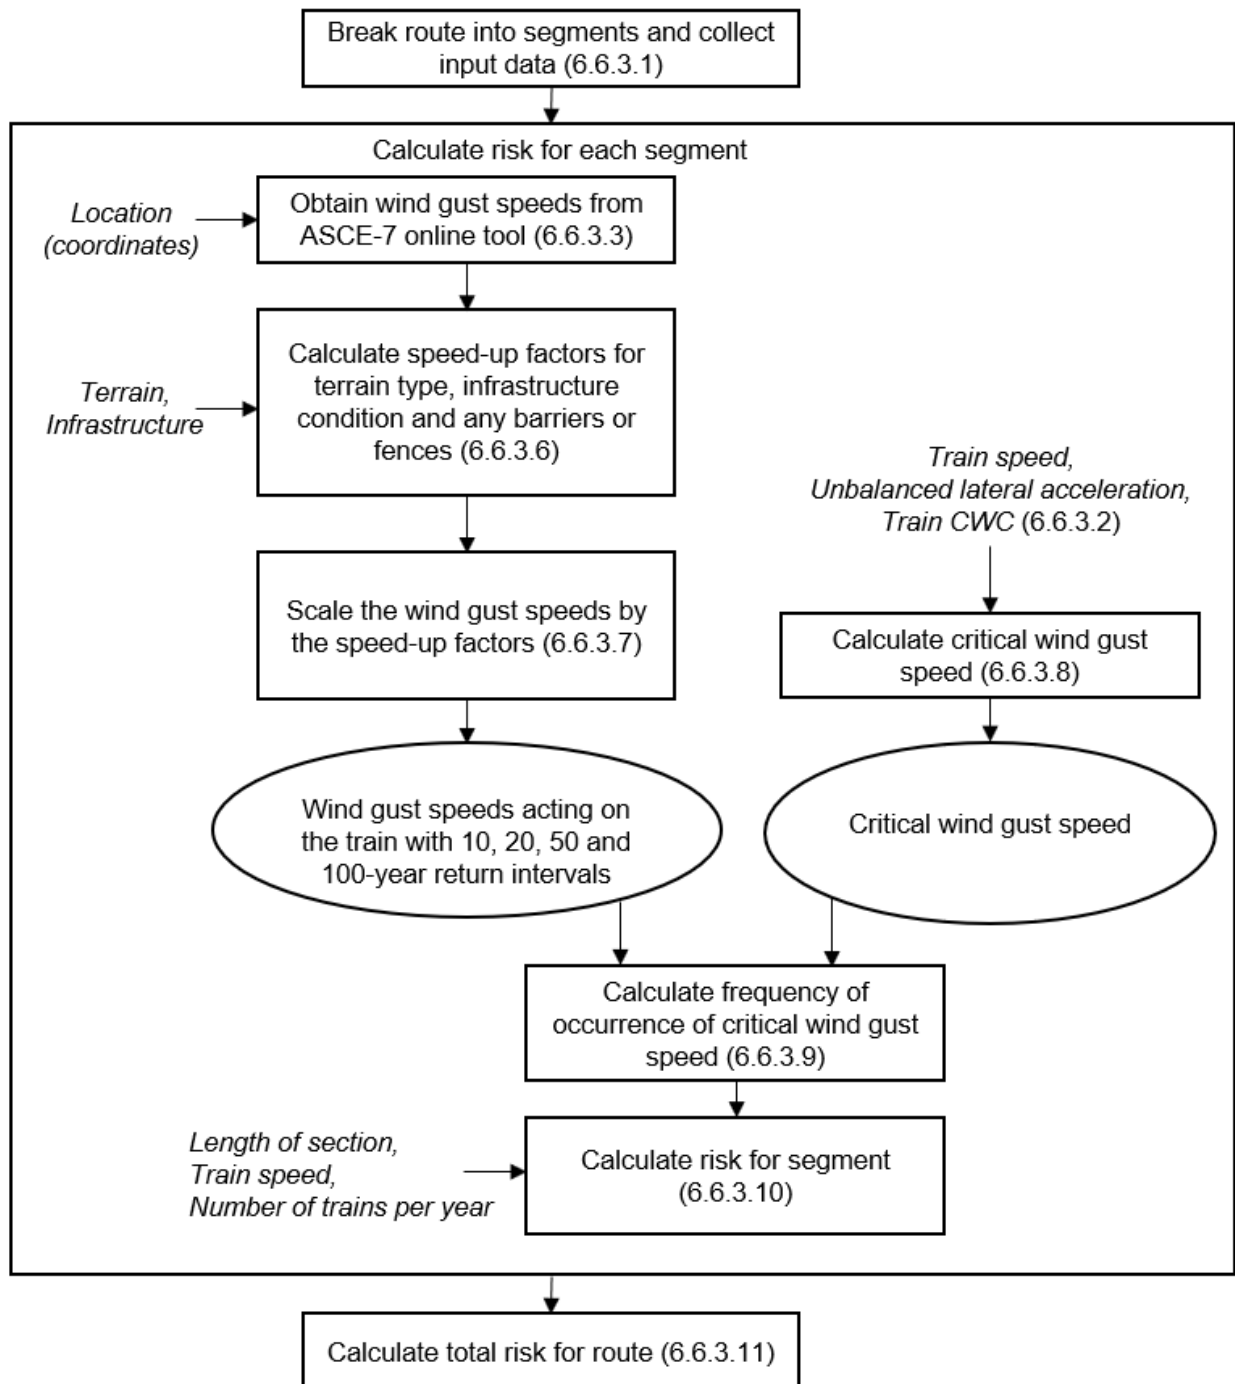 Break route into segments and collect
input data (6.6.3.1)
Calculate risk for each segment
Location
(coordinates)
Obtain wind gust speeds from
ASCE-7 online tool (6.6.3.3)
Terrain,
Infrastructure
Calculate speed-up factors for
terrain type, infrastructure
condition and any barriers or
fences (6.6.3.6)
Train speed,
Unbalanced lateral acceleration,
Train CWC (6.6.3.2)
Scale the wind gust speeds by
the speed-up factors (6.6.3.7)
Calculate critical wind gust
speed (6.6.3.8)
Wind gust speeds acting on
the train with 10, 20, 50 and
100-year return intervals
Critical wind gust speed
Calculate frequency of
occurrence of critical wind gust
speed (6.6.3.9)
Length of section,
Train speed,
Number of trains per year
Calculate risk for segment
(6.6.3.10)
Calculate total risk for route (6.6.3.11)